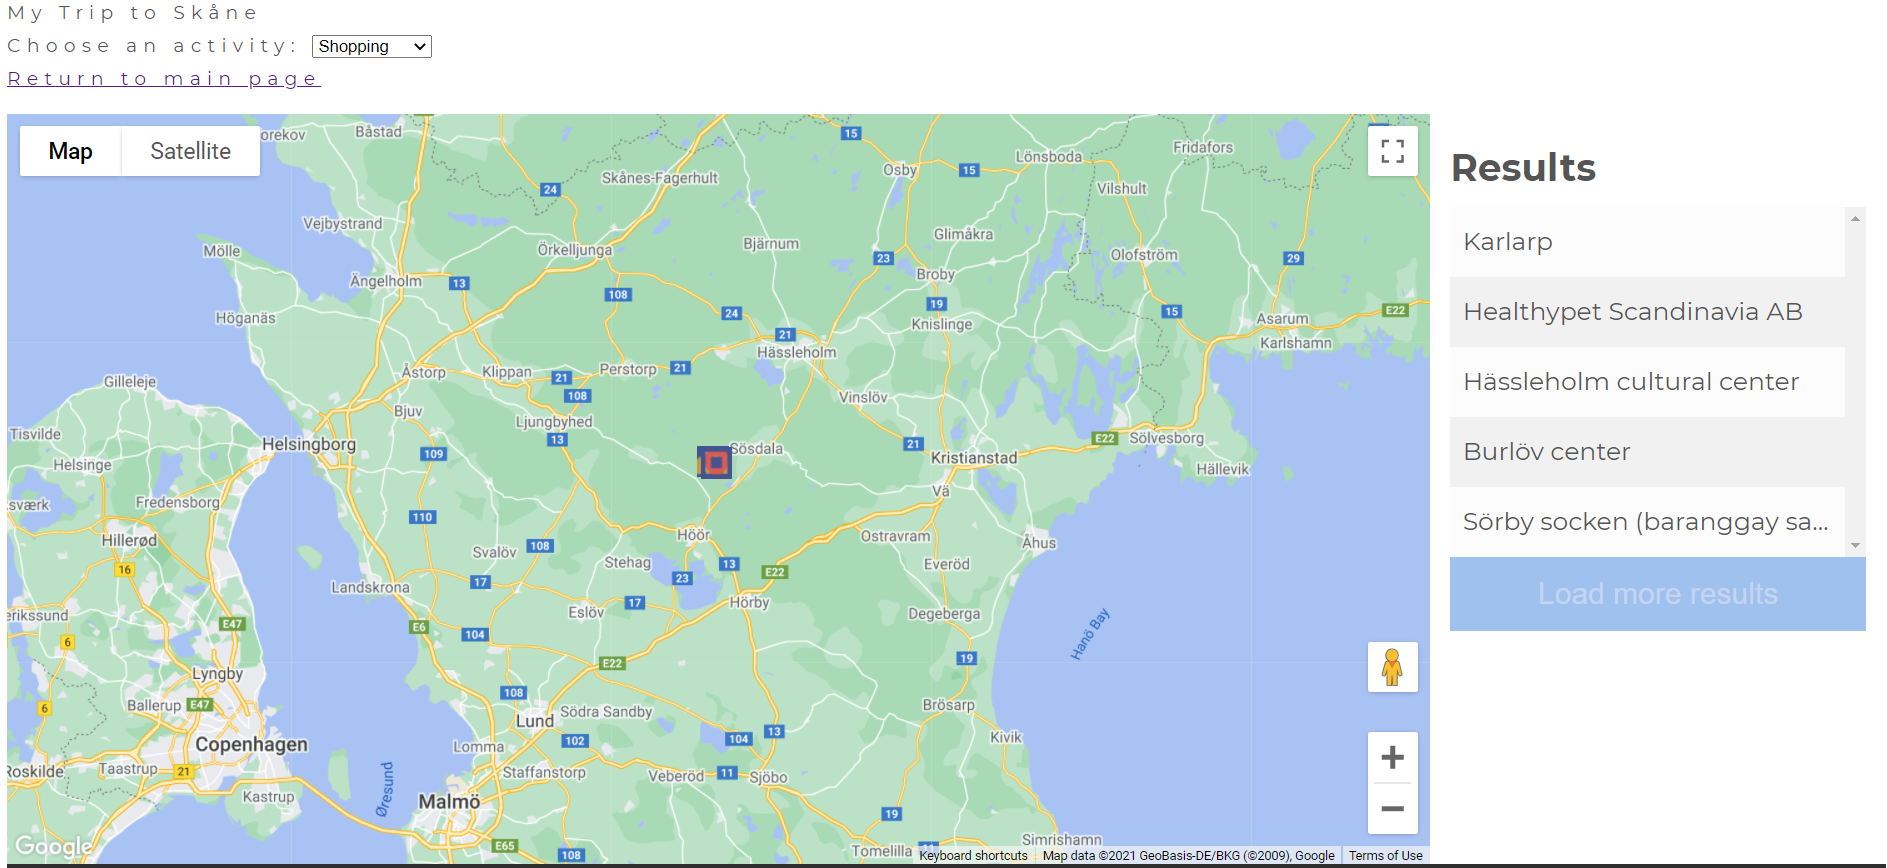 My Trip to Skåne
Choose an activity: Shopping
Return to main page
Map
Satellite
orekov
Båstad
15
Lönsboda
Fridafors
Skånes-Fagerhult
24
Osby
15
Vilshult
Vejbystrand
Mölle
Örkelljunga
Bjärnum
Glimåkra
23
Olofström
29
Ängelholm
13
108
Broby
19
15
E22
Höganäs
24
21
Knislinge
Asarum
Karlshamn
Hässleholm
Gilleleje
Åstorp
Klippan
21
Perstorp
21
108
Vinslöv
Bjuv
Ljungbyhed
13
Tisvilde
Helsingborg
109
Sösdala
21
E22
Sölvesborg
Kristianstad
Helsinge
Hällevik
Vä
sværk
Fredensborg
110
Hillerød
Höör
Ostravram
Åhus
16
Svalöv
108
Stehag
13
E22
Everöd
23
Landskrona
17
Hörby
17
Eslöv
Degeberga
erikssund
E47
E6
104
Hanö Bay
6
E22
19
Lyngby
108
Brösarp
6
Ballerup
E47
Lund
Södra Sandby
13
Kivik
Copenhagen
Lomma
102
104
Roskilde
Taastrup
21
Staffanstorp
Veberöd
11
Sjöbo
Øresund
Kastrup
Malmö
19
Simrishamn
E65
108
Tomelilla
11
Google
Keyboard shortcuts
Map data ©2021 GeoBasis-DE/BKG (©2009), Google
Terms of Use
Results
Karlarp
Healthypet Scandinavia AB
Hässleholm cultural center
Burlöv center
Sörby socken (baranggay sa...
Load more results